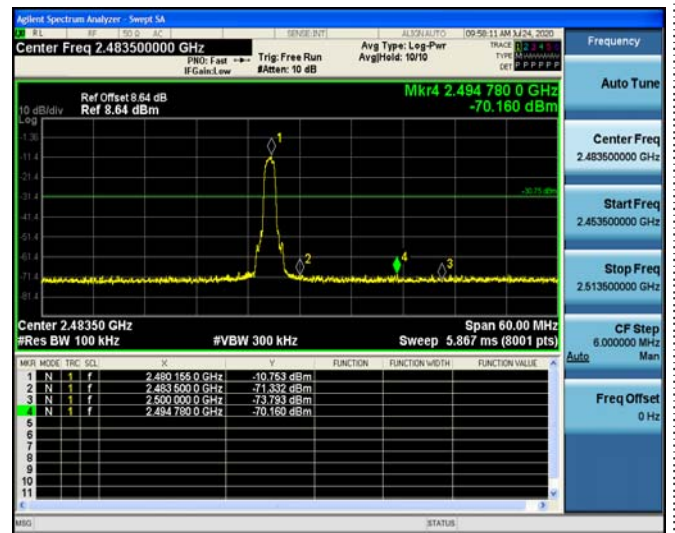 Agilent Spectrum Analyzer - Swept SA
RL RF 50 Ω AC SENSE:INT ALIGN AUTO 09:58:11 AM Jul 24, 2020
Center Freq 2.483500000 GHz
PNO: Fast Trig: Free Run
IFGain:Low #Atten: 10 dB
Avg Type: Log-Pwr
Avg|Hold: 10/10
TRACE 1 2 3 4 5 6
TYPE
DET P P P P P P
Mkr4 2.494 780 0 GHz
-70.160 dBm
Ref Offset 8.64 dB
10 dB/div Ref 8.64 dBm
Log
-1.36
-11.4
-21.4
-31.4
-41.4
-51.4
-61.4
-71.4
-81.4
-30.75 dBm
1
2
4
3
Center 2.48350 GHz Span 60.00 MHz
#Res BW 100 kHz #VBW 300 kHz Sweep 5.867 ms (8001 pts)
MKR MODE TRC SCL X Y FUNCTION FUNCTION WIDTH FUNCTION VALUE
1 N 1 f 2.480 155 0 GHz -10.753 dBm
2 N 1 f 2.483 500 0 GHz -71.332 dBm
3 N 1 f 2.500 000 0 GHz -73.793 dBm
4 N 1 f 2.494 780 0 GHz -70.160 dBm
5
6
7
8
9
10
11
MSG STATUS
Frequency
Auto Tune
Center Freq
2.483500000 GHz
Start Freq
2.453500000 GHz
Stop Freq
2.513500000 GHz
CF Step
6.000000 MHz
Auto Man
Freq Offset
0 Hz